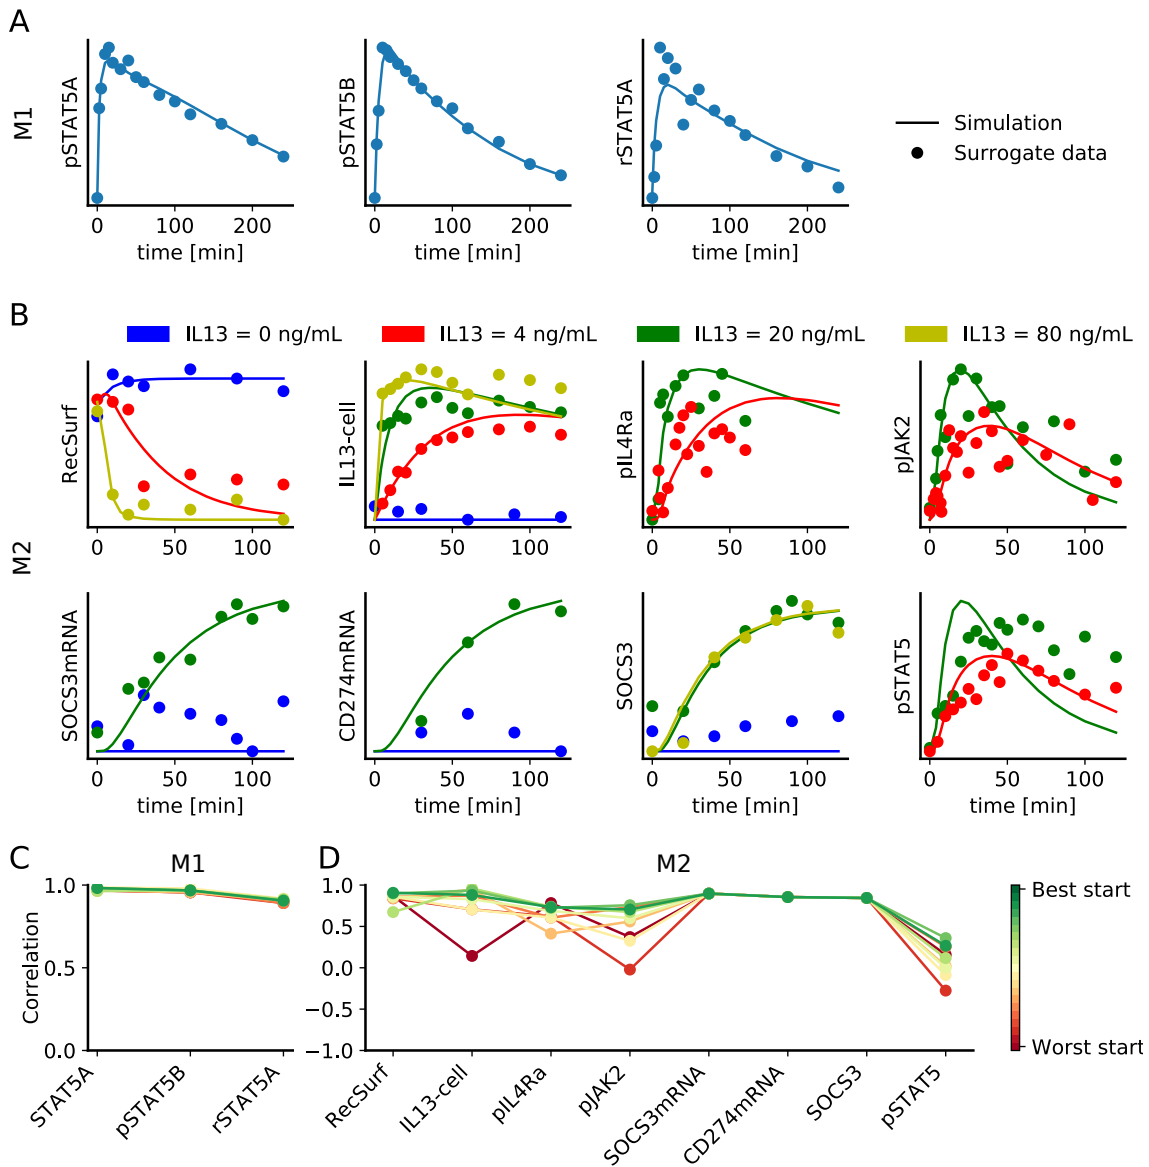 A
M1
pSTAT5A
pSTAT5B
rSTAT5A
Simulation
Surrogate data
0 100 200
0 100 200
0 100 200
time [min]
time [min]
time [min]
B
IL13 = 0 ng/mL
IL13 = 4 ng/mL
IL13 = 20 ng/mL
IL13 = 80 ng/mL
M2
RecSurf
IL13-cell
pIL4Ra
pJAK2
0 50 100
0 50 100
0 50 100
0 50 100
SOCS3mRNA
CD274mRNA
SOCS3
pSTAT5
0 50 100
0 50 100
0 50 100
0 50 100
time [min]
time [min]
time [min]
time [min]
C
M1
Correlation
1.0
0.5
0.0
STAT5A
pSTAT5B
rSTAT5A
D
M2
1.0
0.5
0.0
−0.5
−1.0
RecSurf
IL13-cell
pIL4Ra
pJAK2
SOCS3mRNA
CD274mRNA
SOCS3
pSTAT5
Best start
Worst start